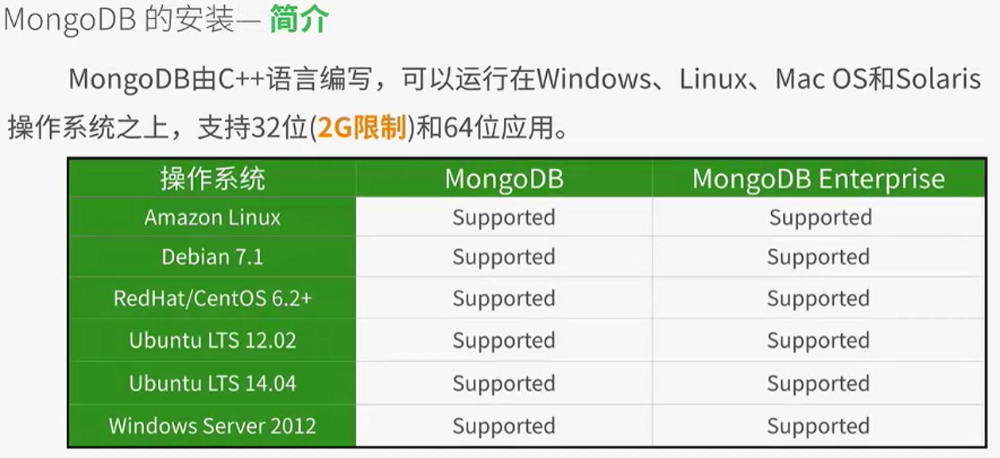 MongoDB 的安装— 简介
MongoDB由C++语言编写，可以运行在Windows、Linux、Mac OS和Solaris
操作系统之上，支持32位(2G限制)和64位应用。
操作系统 MongoDB MongoDB Enterprise
Amazon Linux Supported Supported
Debian 7.1 Supported Supported
RedHat/CentOS 6.2+ Supported Supported
Ubuntu LTS 12.02 Supported Supported
Ubuntu LTS 14.04 Supported Supported
Windows Server 2012 Supported Supported